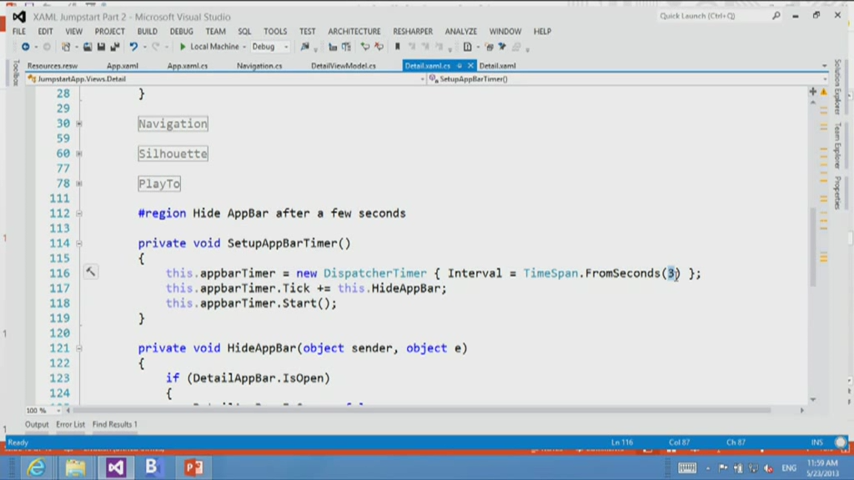 XAML Jumpstart Part 2 - Microsoft Visual Studio
Quick Launch (Ctrl+Q)
FILE EDIT VIEW PROJECT BUILD DEBUG TEAM SQL TOOLS TEST ARCHITECTURE RESHARPER ANALYZE WINDOW HELP
Local Machine Debug
Resources.resw App.xaml App.xaml.cs Navigation.cs DetailViewModel.cs Detail.xaml.cs Detail.xaml
JumpstartApp.Views.Detail SetupAppBarTimer()
Toolbox
Solution Explorer
Team Explorer
Properties
28 }
29
30 Navigation
59
60 Silhouette
77
78 PlayTo
111
112 #region Hide AppBar after a few seconds
113
114 private void SetupAppBarTimer()
115 {
116 this.appbarTimer = new DispatcherTimer { Interval = TimeSpan.FromSeconds(3) };
117 this.appbarTimer.Tick += this.HideAppBar;
118 this.appbarTimer.Start();
119 }
120
121 private void HideAppBar(object sender, object e)
122 {
123 if (DetailAppBar.IsOpen)
124 {
100 %
Output Error List Find Results 1
Ready Ln 116 Col 87 Ch 87 INS
ENG 11:59 AM
5/23/2013